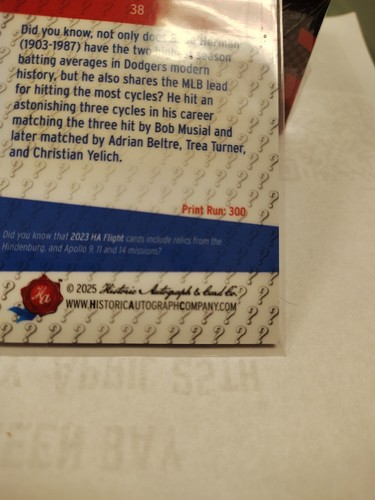 38
Did you know, not only does Herman
(1903-1987) have the two highest season
batting averages in Dodgers modern
history, but he also shares the MLB lead
for hitting the most cycles? He hit an
astonishing three cycles in his career
matching the three hit by Bob Musial and
later matched by Adrian Beltre, Trea Turner,
and Christian Yelich.
Print Run: 300
Did you know that 2023 HA Flight cards include relics from the
Hindenburg, and Apollo 9, 11 and 14 missions?
Ha
© 2025 Historic Autograph & Card Co.
WWW.HISTORICAUTOGRAPHCOMPANY.COM